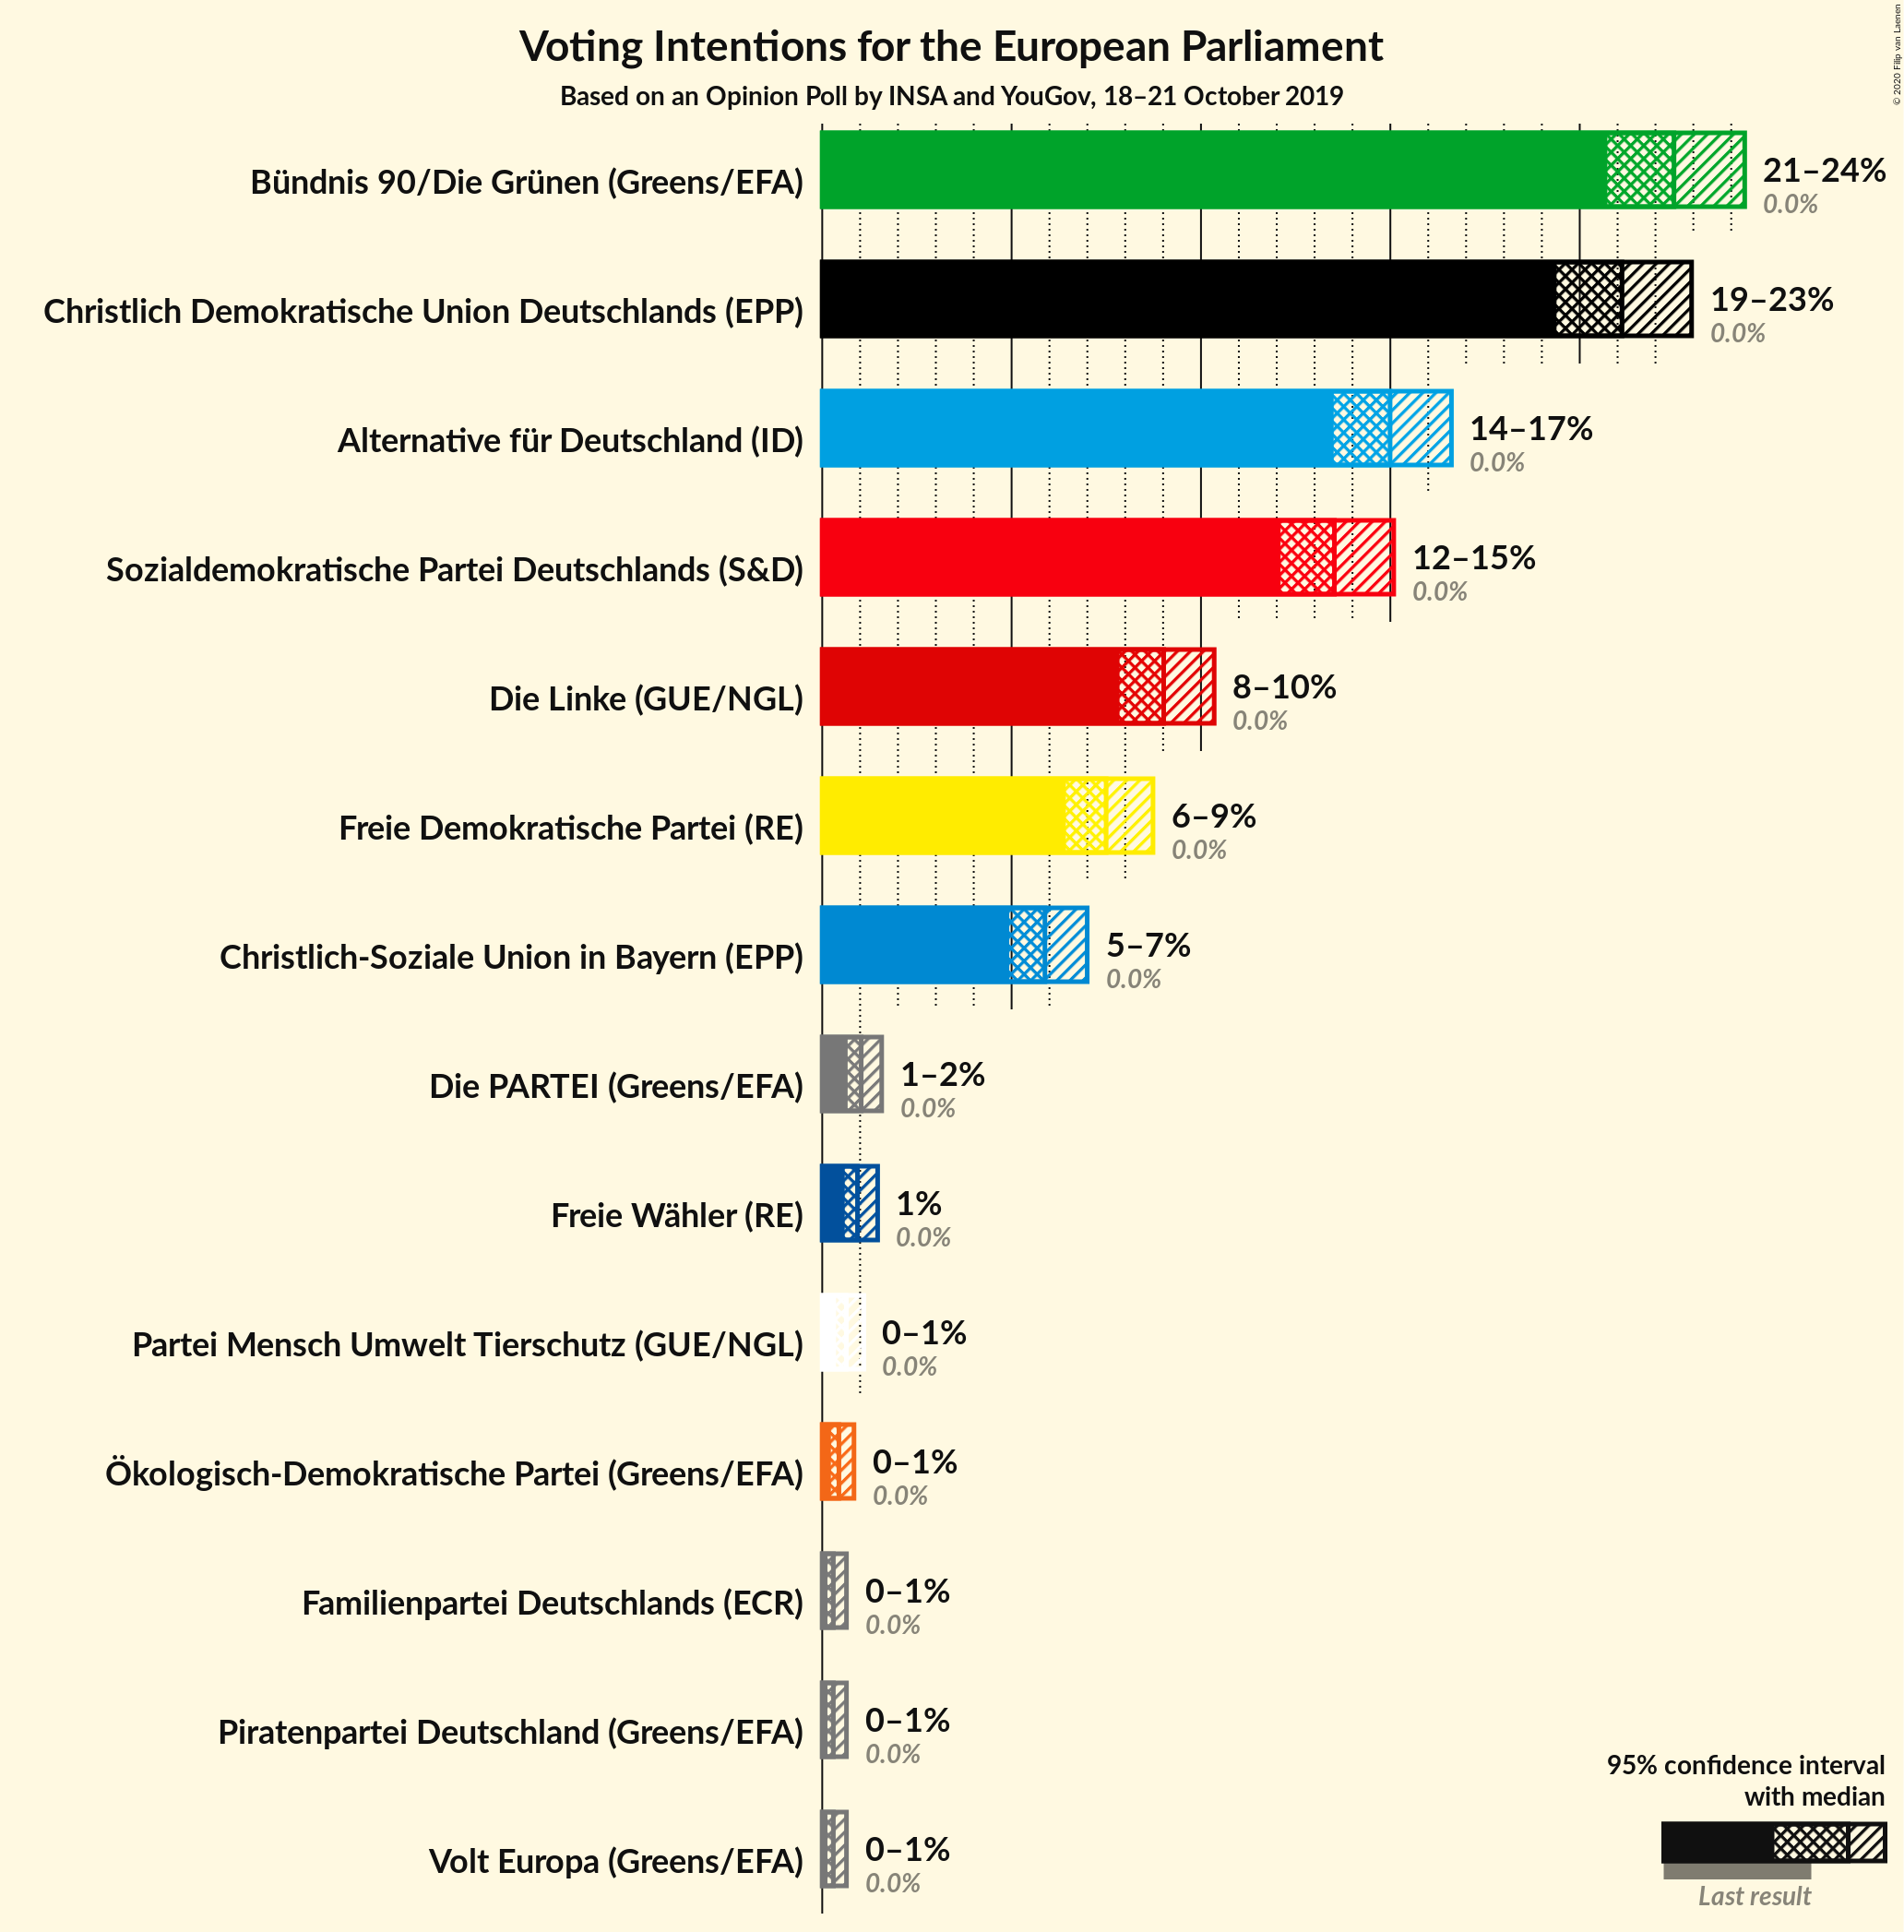 Voting Intentions for the European Parliament
Based on an Opinion Poll by INSA and YouGov, 18–21 October 2019
© 2020 Filip van Laenen
Bündnis 90/Die Grünen (Greens/EFA)
21–24%
0.0%
Christlich Demokratische Union Deutschlands (EPP)
19–23%
0.0%
Alternative für Deutschland (ID)
14–17%
0.0%
Sozialdemokratische Partei Deutschlands (S&D)
12–15%
0.0%
Die Linke (GUE/NGL)
8–10%
0.0%
Freie Demokratische Partei (RE)
6–9%
0.0%
Christlich-Soziale Union in Bayern (EPP)
5–7%
0.0%
Die PARTEI (Greens/EFA)
1–2%
0.0%
Freie Wähler (RE)
1%
0.0%
Partei Mensch Umwelt Tierschutz (GUE/NGL)
0–1%
0.0%
Ökologisch-Demokratische Partei (Greens/EFA)
0–1%
0.0%
Familienpartei Deutschlands (ECR)
0–1%
0.0%
Piratenpartei Deutschland (Greens/EFA)
0–1%
0.0%
Volt Europa (Greens/EFA)
0–1%
0.0%
95% confidence interval
with median
Last result